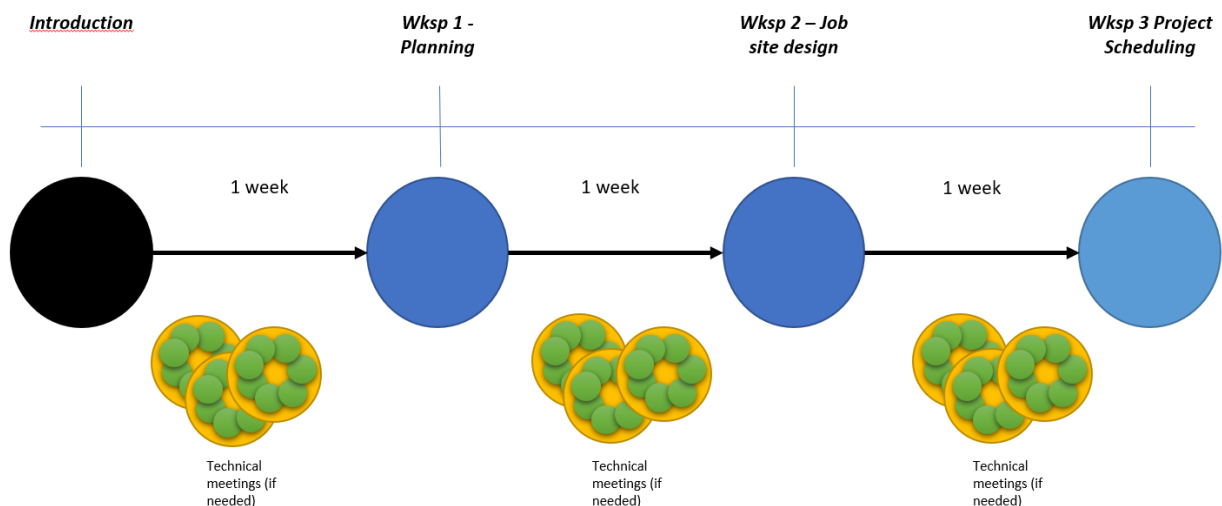 Introduction
Wksp 1 -
Planning
Wksp 2 – Job
site design
Wksp 3 Project
Scheduling
1 week
1 week
1 week
Technical
meetings (if
needed)
Technical
meetings (if
needed)
Technical
meetings (if
needed)